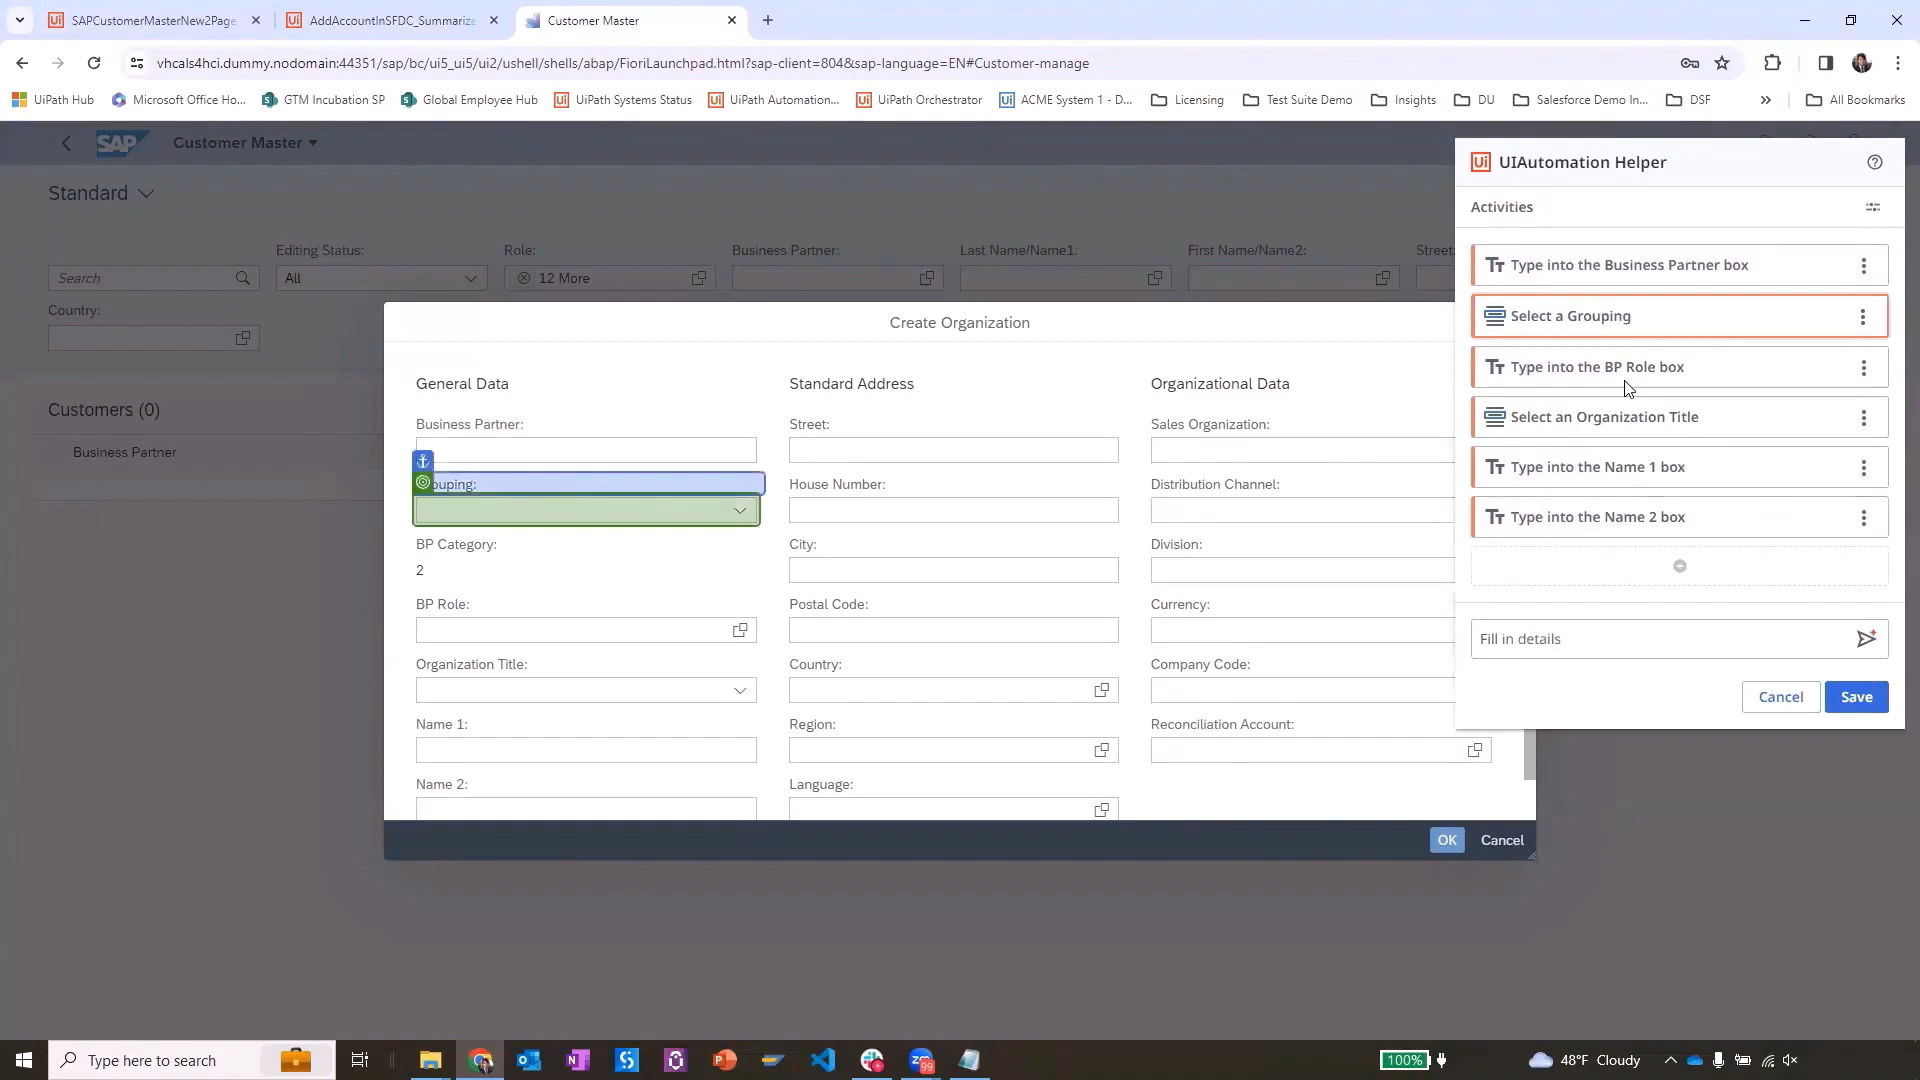 SAPCustomerMasterNew2Page
AddAccountInSFDC_Summarize
Customer Master
vhcals4hci.dummy.nodomain:44351/sap/bc/ui5_ui5/ui2/ushell/shells/abap/FioriLaunchpad.html?sap-client=804&sap-language=EN#Customer-manage
UiPath Hub
Microsoft Office Ho...
GTM Incubation SP
Global Employee Hub
UiPath Systems Status
UiPath Automation...
UiPath Orchestrator
ACME System 1 - D...
Licensing
Test Suite Demo
Insights
DU
Salesforce Demo In...
DSF
All Bookmarks
SAP
Customer Master
Standard
Editing Status:
Role:
Business Partner:
Last Name/Name1:
First Name/Name2:
Street:
Search
All
12 More
Country:
Customers (0)
Business Partner
Create Organization
General Data
Standard Address
Organizational Data
Business Partner:
Street:
Sales Organization:
ouping:
House Number:
Distribution Channel:
BP Category:
City:
Division:
2
BP Role:
Postal Code:
Currency:
Organization Title:
Country:
Company Code:
Name 1:
Region:
Reconciliation Account:
Name 2:
Language:
OK
Cancel
Ui UIAutomation Helper
Activities
Type into the Business Partner box
Select a Grouping
Type into the BP Role box
Select an Organization Title
Type into the Name 1 box
Type into the Name 2 box
Fill in details
Cancel
Save
Type here to search
100%
48°F Cloudy